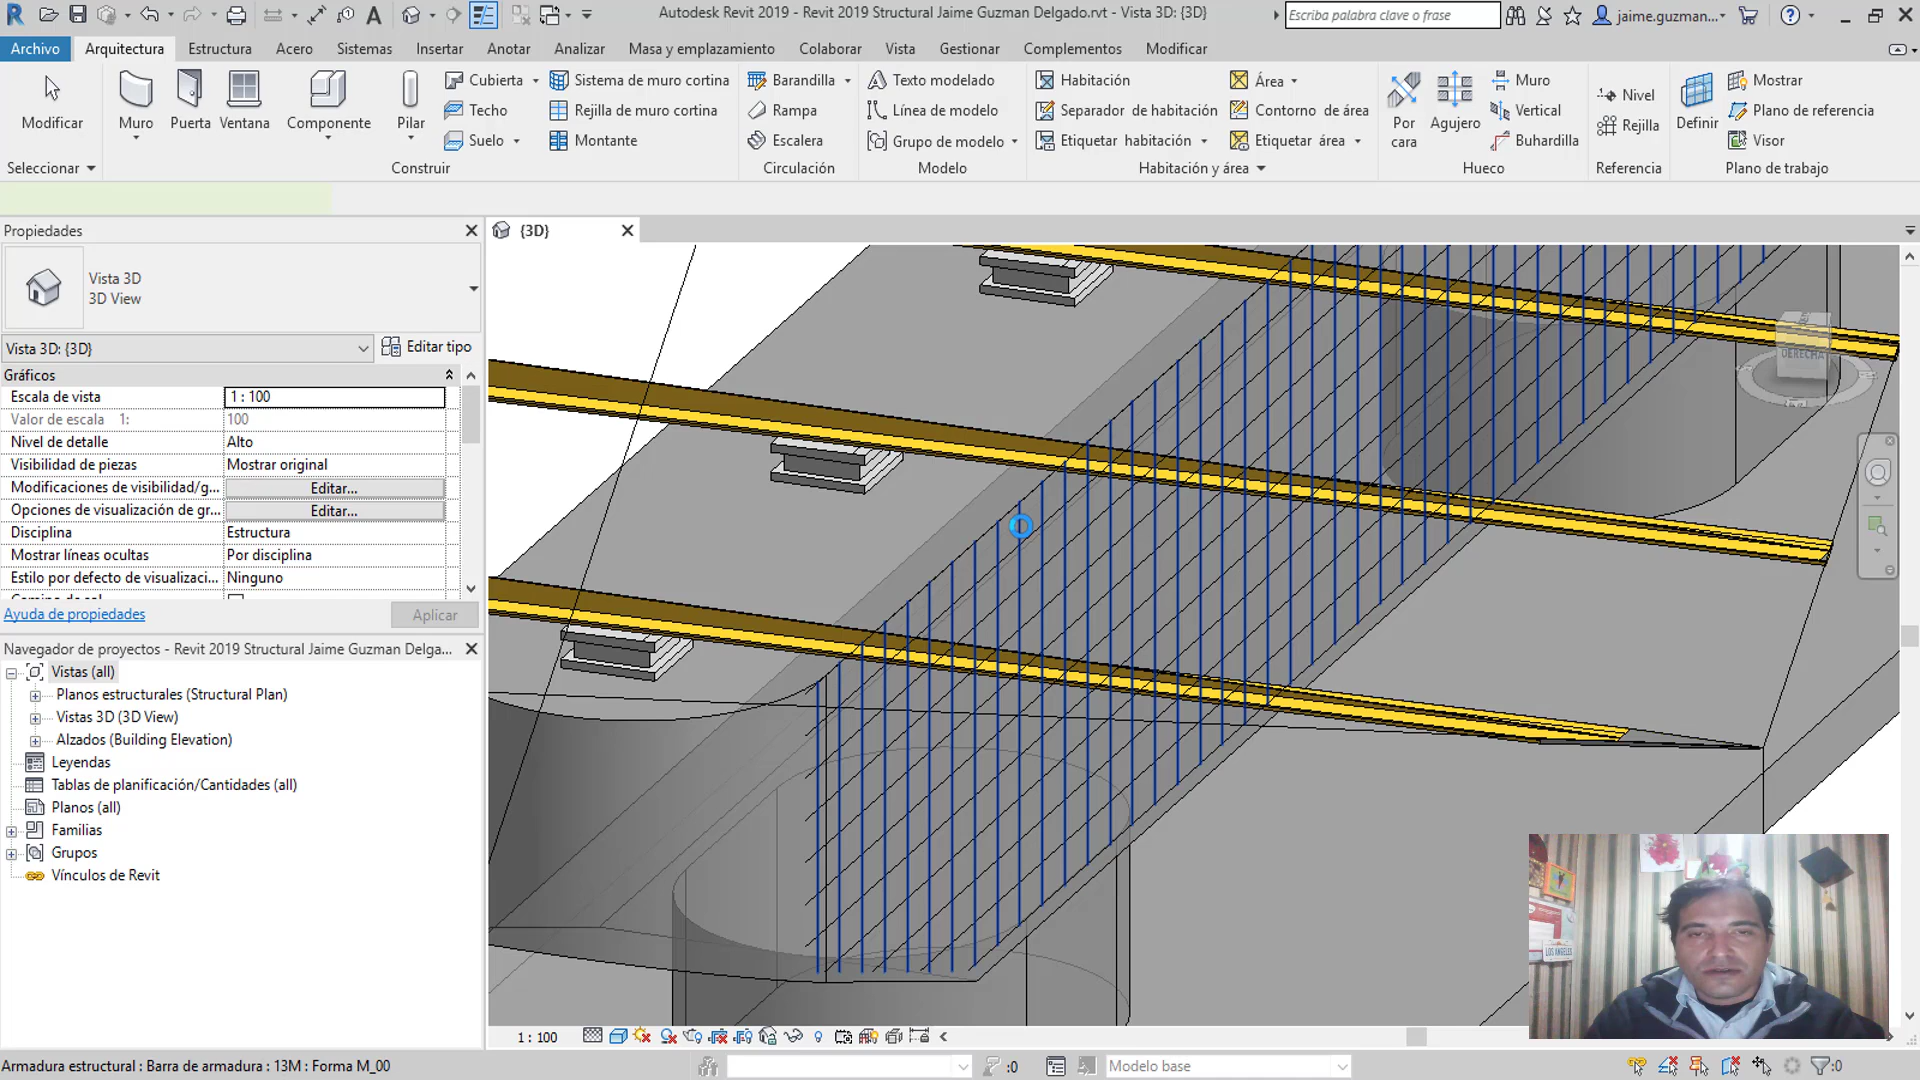 Autodesk Revit 2019 - Revit 2019 Structural Jaime Guzman Delgado.rvt - Vista 3D: {3D}
Escriba palabra clave o frase
jaime.guzman...
Archivo
Arquitectura
Estructura
Acero
Sistemas
Insertar
Anotar
Analizar
Masa y emplazamiento
Colaborar
Vista
Gestionar
Complementos
Modificar
Modificar
Muro
Puerta
Ventana
Componente
Pilar
Cubierta
Techo
Suelo
Sistema de muro cortina
Rejilla de muro cortina
Montante
Barandilla
Rampa
Escalera
Texto modelado
Línea de modelo
Grupo de modelo
Habitación
Separador de habitación
Etiquetar habitación
Área
Contorno de área
Etiquetar área
Por cara
Agujero
Muro
Vertical
Buhardilla
Nivel
Rejilla
Definir
Mostrar
Plano de referencia
Visor
Seleccionar
Construir
Circulación
Modelo
Habitación y área
Hueco
Referencia
Plano de trabajo
Propiedades
{3D}
Vista 3D
3D View
Vista 3D: {3D}
Editar tipo
Gráficos
Escala de vista 1 : 100
Valor de escala 1: 100
Nivel de detalle Alto
Visibilidad de piezas Mostrar original
Modificaciones de visibilidad/g... Editar...
Opciones de visualización de gr... Editar...
Disciplina Estructura
Mostrar líneas ocultas Por disciplina
Estilo por defecto de visualizaci... Ninguno
Ayuda de propiedades
Aplicar
Navegador de proyectos - Revit 2019 Structural Jaime Guzman Delga...
Vistas (all)
Planos estructurales (Structural Plan)
Vistas 3D (3D View)
Alzados (Building Elevation)
Leyendas
Tablas de planificación/Cantidades (all)
Planos (all)
Familias
Grupos
Vínculos de Revit
DERECHA
LOS ANGELES
1 : 100
Armadura estructural : Barra de armadura : 13M : Forma M_00
:0
Modelo base
:0